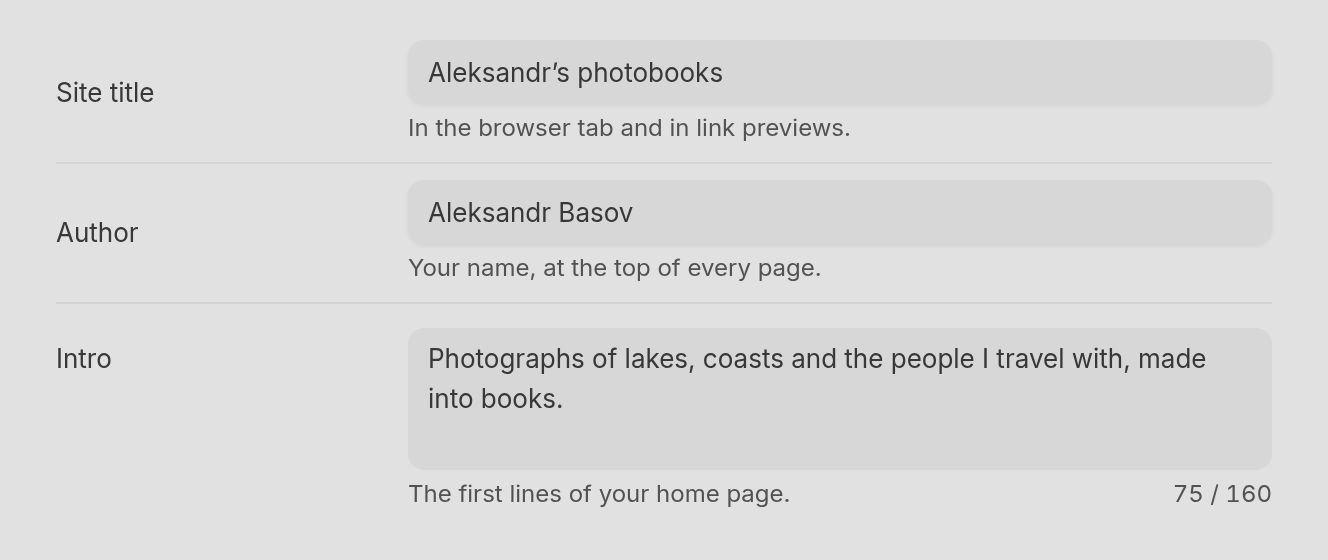 Site title
Aleksandr’s photobooks
In the browser tab and in link previews.
Author
Aleksandr Basov
Your name, at the top of every page.
Intro
Photographs of lakes, coasts and the people I travel with, made
into books.
The first lines of your home page.
75 / 160